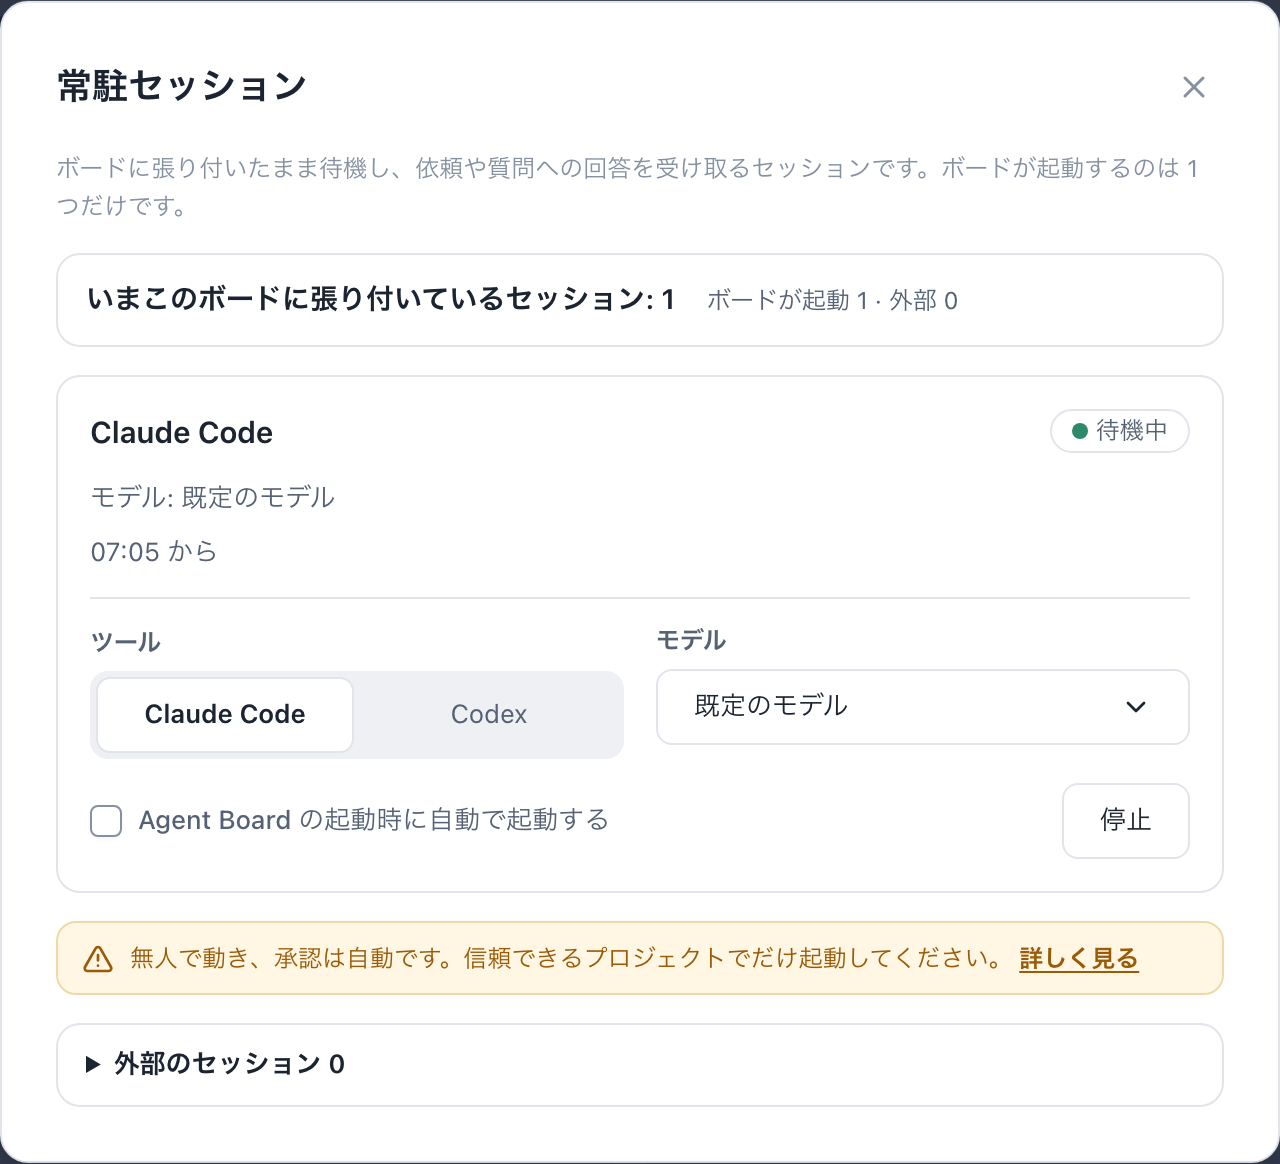 常駐セッション
ボードに張り付いたまま待機し、依頼や質問への回答を受け取るセッションです。ボードが起動するのは 1
つだけです。
いまこのボードに張り付いているセッション: 1 ボードが起動 1 · 外部 0
Claude Code
待機中
モデル: 既定のモデル
07:05 から
ツール
モデル
Claude Code
Codex
既定のモデル
Agent Board の起動時に自動で起動する
停止
無人で動き、承認は自動です。信頼できるプロジェクトでだけ起動してください。 詳しく見る
外部のセッション 0